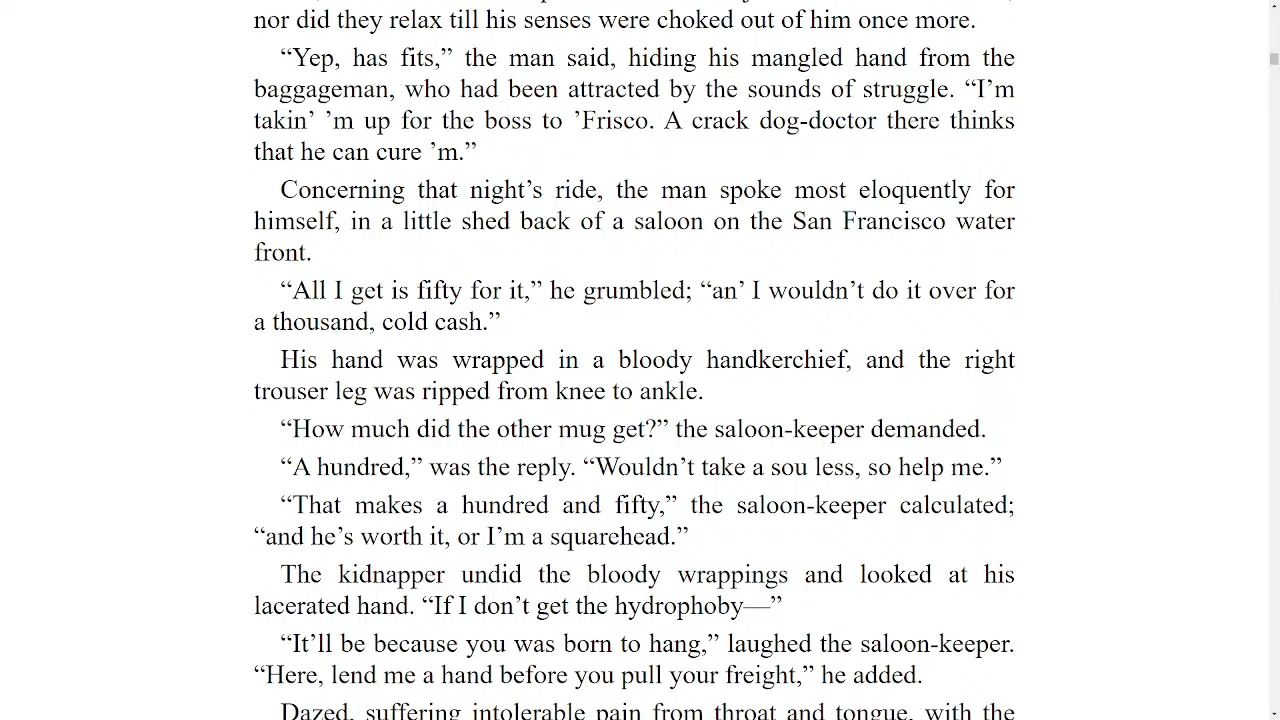 nor did they relax till his senses were choked out of him once more.
“Yep, has fits,” the man said, hiding his mangled hand from the
baggageman, who had been attracted by the sounds of struggle. “I’m
takin’ ’m up for the boss to ’Frisco. A crack dog-doctor there thinks
that he can cure ’m.”
Concerning that night’s ride, the man spoke most eloquently for
himself, in a little shed back of a saloon on the San Francisco water
front.
“All I get is fifty for it,” he grumbled; “an’ I wouldn’t do it over for
a thousand, cold cash.”
His hand was wrapped in a bloody handkerchief, and the right
trouser leg was ripped from knee to ankle.
“How much did the other mug get?” the saloon-keeper demanded.
“A hundred,” was the reply. “Wouldn’t take a sou less, so help me.”
“That makes a hundred and fifty,” the saloon-keeper calculated;
“and he’s worth it, or I’m a squarehead.”
The kidnapper undid the bloody wrappings and looked at his
lacerated hand. “If I don’t get the hydrophoby—”
“It’ll be because you was born to hang,” laughed the saloon-keeper.
“Here, lend me a hand before you pull your freight,” he added.
Dazed, suffering intolerable pain from throat and tongue, with the